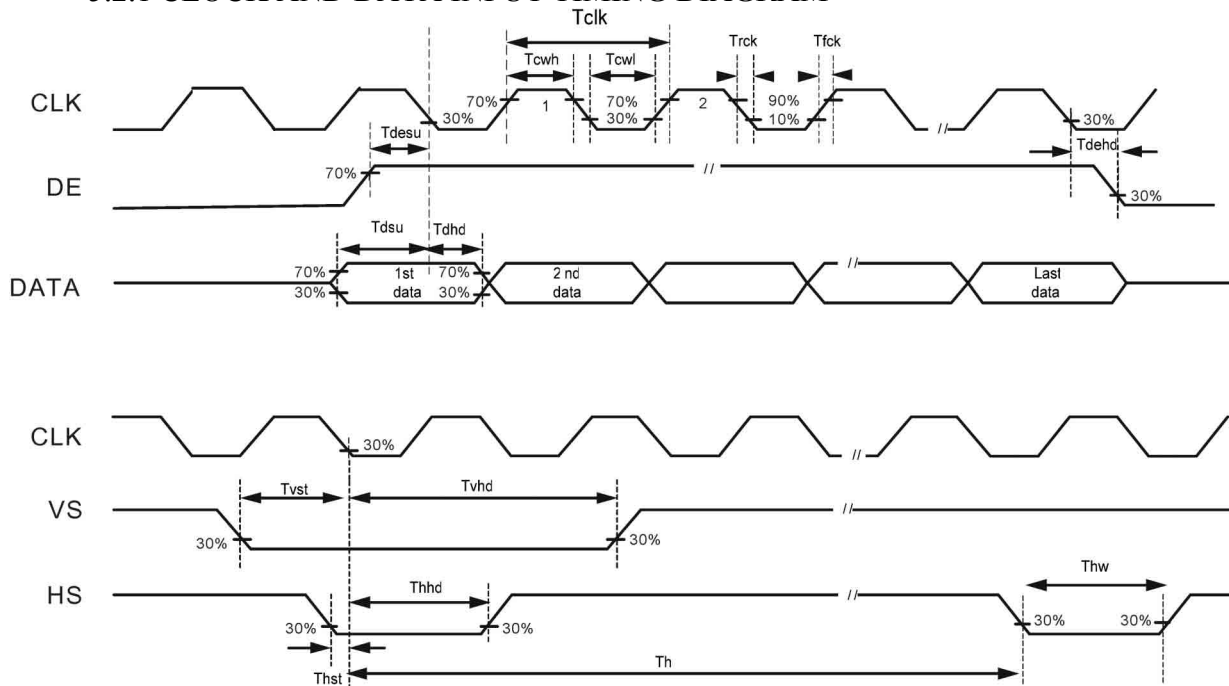 Tclk
Tcwh Tcwl Trck Tfck
CLK 70% 1 70% 2 90%
30% 30% 10% 30%
Tdesu Tdehd
DE 70% // 30%
Tdsu Tdhd
DATA 70% 1st 70% 2 nd // Last
30% data 30% data data
CLK 30% //
Tvst Tvhd
VS //
30% 30%
Thhd Thw
HS //
30% 30% 30% 30%
Thst Th